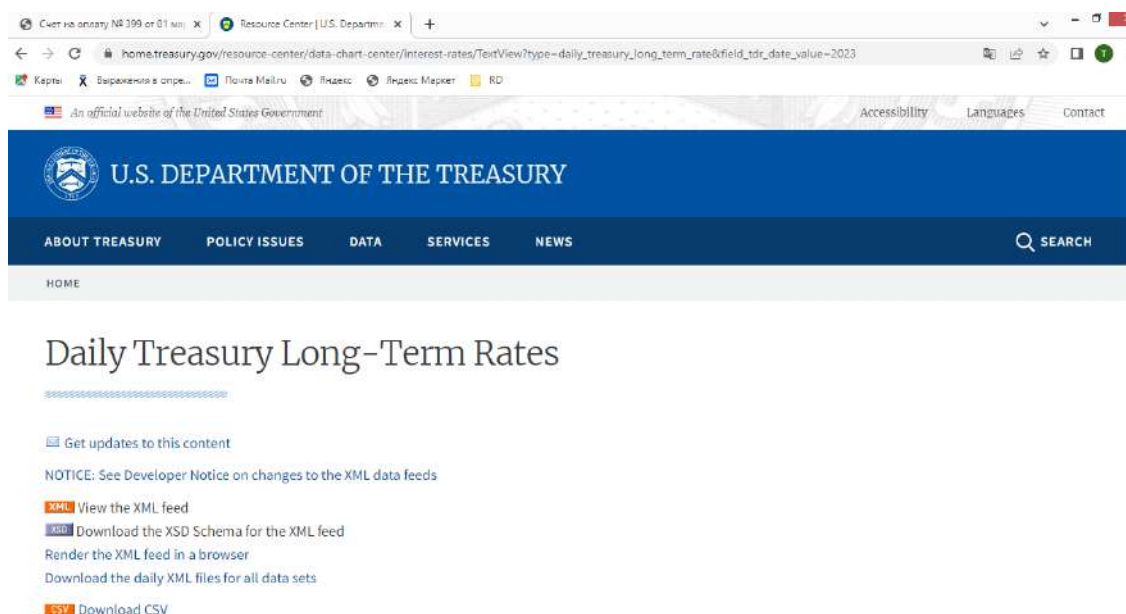 Счет на оплату № 399 от 01 мар Resource Center | U.S. Departme
home.treasury.gov/resource-center/data-chart-center/interest-rates/TextView?type=daily_treasury_long_term_rate&field_tdr_date_value=2023
Карты Выражения в опре... Почта Mail.ru Яндекс Яндекс Маркет RD
An official website of the United States Government Accessibility Languages Contact
U.S. DEPARTMENT OF THE TREASURY
ABOUT TREASURY POLICY ISSUES DATA SERVICES NEWS SEARCH
HOME
Daily Treasury Long-Term Rates
Get updates to this content
NOTICE: See Developer Notice on changes to the XML data feeds
XML View the XML feed
XSD Download the XSD Schema for the XML feed
Render the XML feed in a browser
Download the daily XML files for all data sets
CSV Download CSV